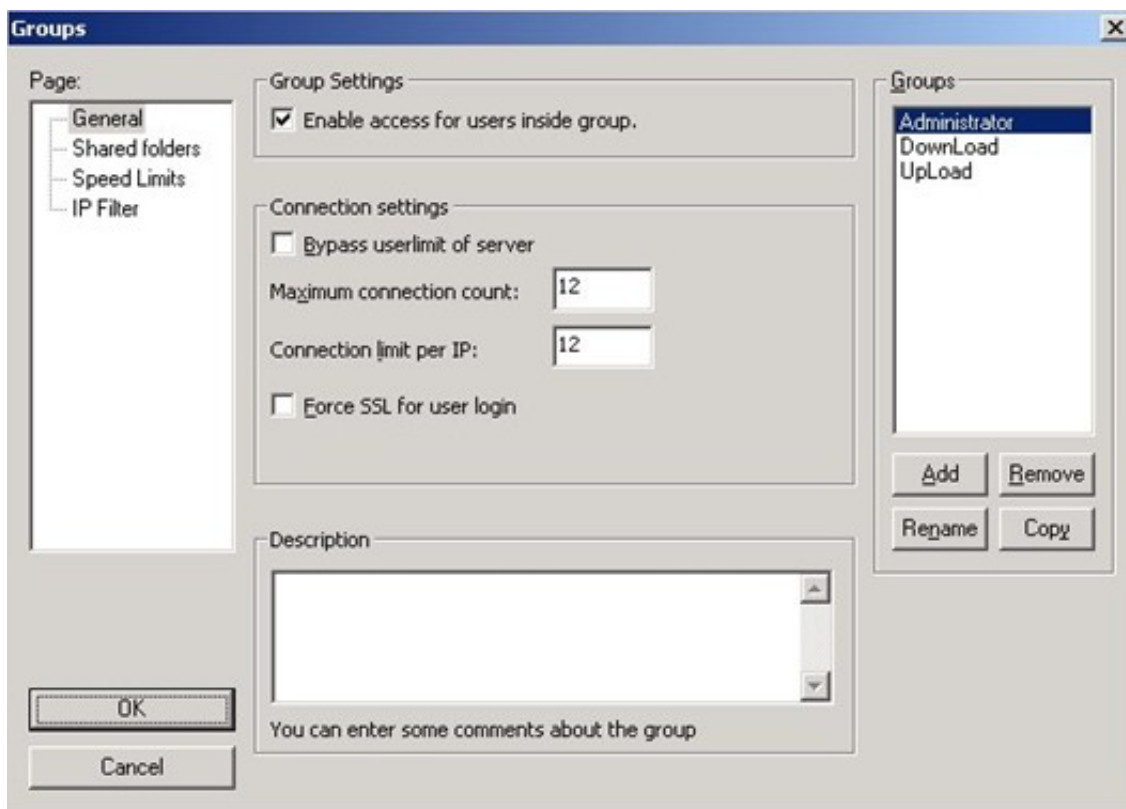 Groups
Page:
General
Shared folders
Speed Limits
IP Filter
OK
Cancel
Group Settings
Enable access for users inside group.
Connection settings
Bypass userlimit of server
Maximum connection count: 12
Connection limit per IP: 12
Force SSL for user login
Description
You can enter some comments about the group
Groups
Administrator
DownLoad
UpLoad
Add Remove
Rename Copy